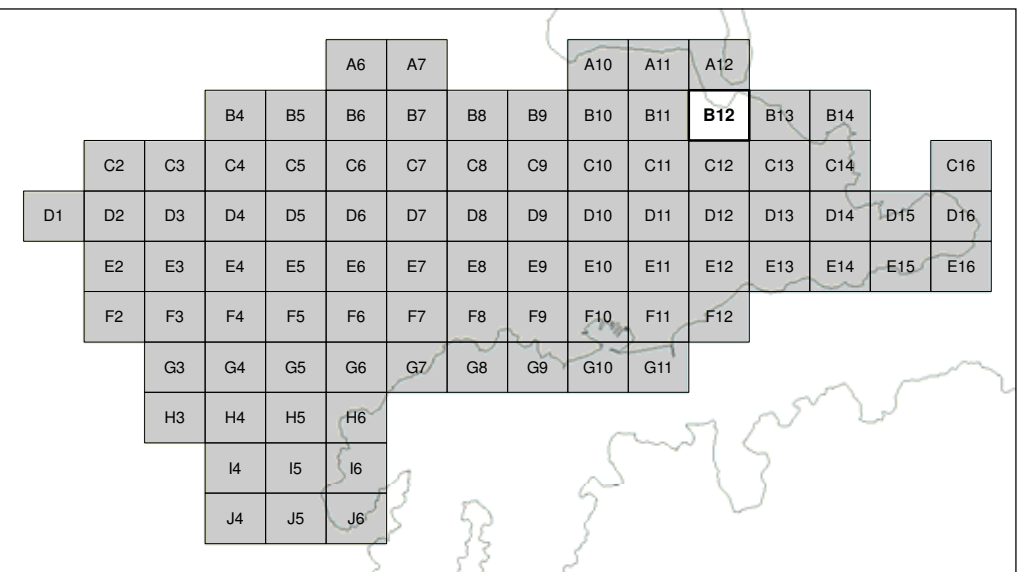 A6 A7 A10 A11 A12
B4 B5 B6 B7 B8 B9 B10 B11 B12 B13 B14
C2 C3 C4 C5 C6 C7 C8 C9 C10 C11 C12 C13 C14 C16
D1 D2 D3 D4 D5 D6 D7 D8 D9 D10 D11 D12 D13 D14 D15 D16
E2 E3 E4 E5 E6 E7 E8 E9 E10 E11 E12 E13 E14 E15 E16
F2 F3 F4 F5 F6 F7 F8 F9 F10 F11 F12
G3 G4 G5 G6 G7 G8 G9 G10 G11
H3 H4 H5 H6
I4 I5 I6
J4 J5 J6